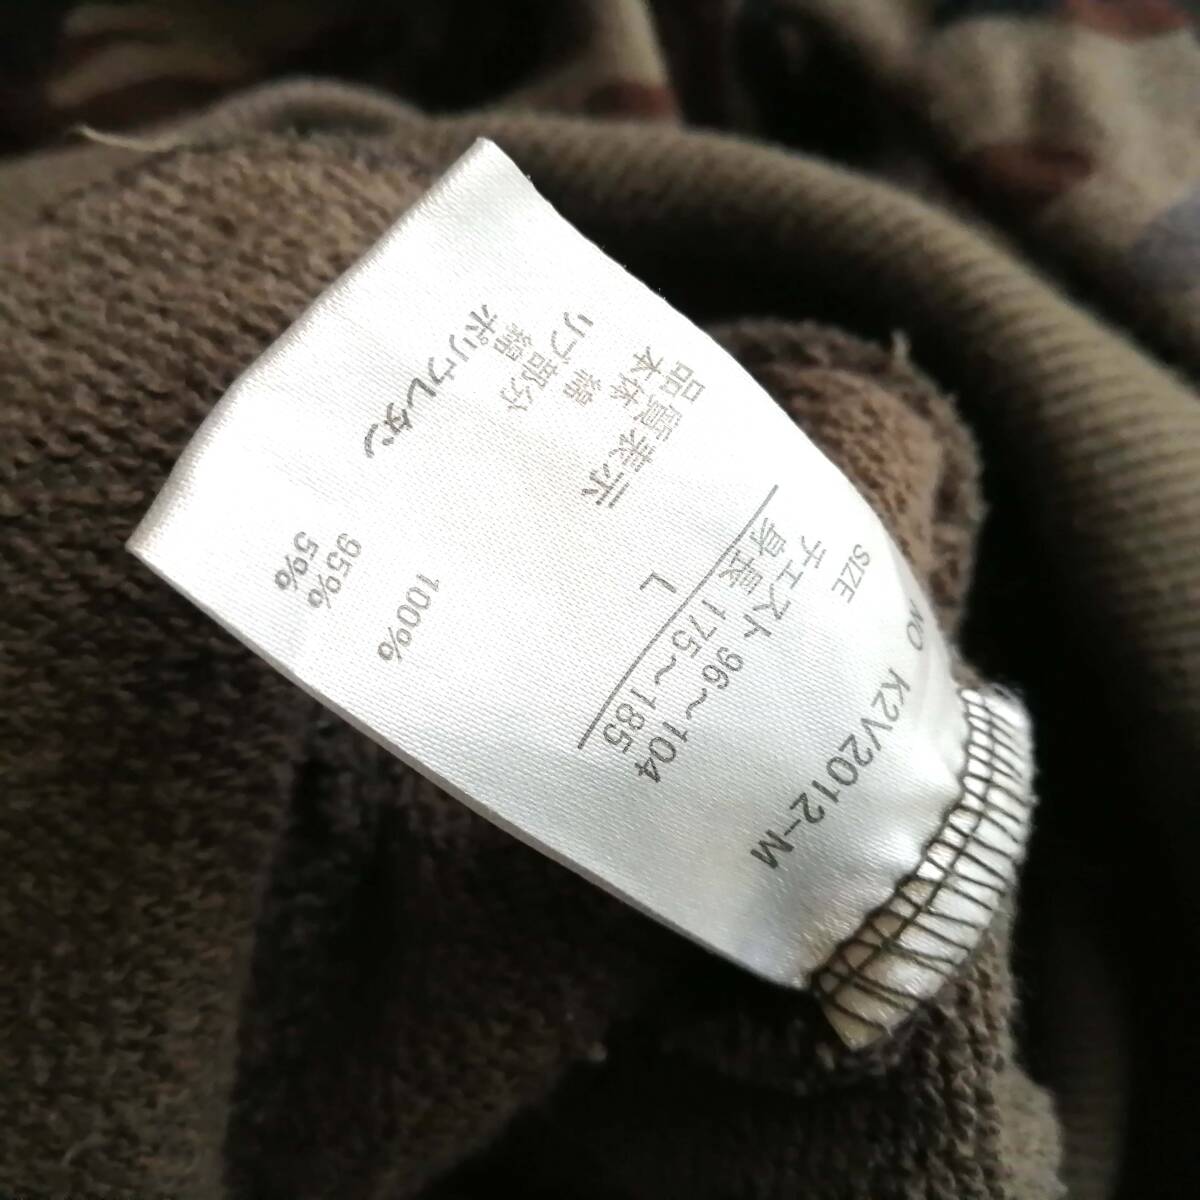 NO K2V2012-M
SIZE
チェスト 96～104
身長 175～185
L
品質表示
本体
綿 100%
リブ部分
綿 95%
ポリウレタン 5%